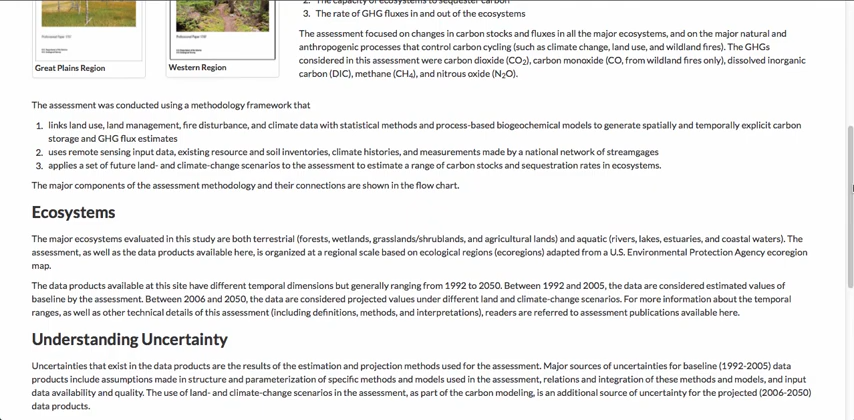 2. The capacity of ecosystems to sequester carbon
3. The rate of GHG fluxes in and out of the ecosystems
The assessment focused on changes in carbon stocks and fluxes in all the major ecosystems, and on the major natural and
anthropogenic processes that control carbon cycling (such as climate change, land use, and wildland fires). The GHGs
considered in this assessment were carbon dioxide (CO₂), carbon monoxide (CO, from wildland fires only), dissolved inorganic
carbon (DIC), methane (CH₄), and nitrous oxide (N₂O).
Great Plains Region
Western Region
The assessment was conducted using a methodology framework that
1. links land use, land management, fire disturbance, and climate data with statistical methods and process-based biogeochemical models to generate spatially and temporally explicit carbon
storage and GHG flux estimates
2. uses remote sensing input data, existing resource and soil inventories, climate histories, and measurements made by a national network of streamgages
3. applies a set of future land- and climate-change scenarios to the assessment to estimate a range of carbon stocks and sequestration rates in ecosystems.
The major components of the assessment methodology and their connections are shown in the flow chart.
Ecosystems
The major ecosystems evaluated in this study are both terrestrial (forests, wetlands, grasslands/shrublands, and agricultural lands) and aquatic (rivers, lakes, estuaries, and coastal waters). The
assessment, as well as the data products available here, is organized at a regional scale based on ecological regions (ecoregions) adapted from a U.S. Environmental Protection Agency ecoregion
map.
The data products available at this site have different temporal dimensions but generally ranging from 1992 to 2050. Between 1992 and 2005, the data are considered estimated values of
baseline by the assessment. Between 2006 and 2050, the data are considered projected values under different land and climate-change scenarios. For more information about the temporal
ranges, as well as other technical details of this assessment (including definitions, methods, and interpretations), readers are referred to assessment publications available here.
Understanding Uncertainty
Uncertainties that exist in the data products are the results of the estimation and projection methods used for the assessment. Major sources of uncertainties for baseline (1992-2005) data
products include assumptions made in structure and parameterization of specific methods and models used in the assessment, relations and integration of these methods and models, and input
data availability and quality. The use of land- and climate-change scenarios in the assessment, as part of the carbon modeling, is an additional source of uncertainty for the projected (2006-2050)
data products.